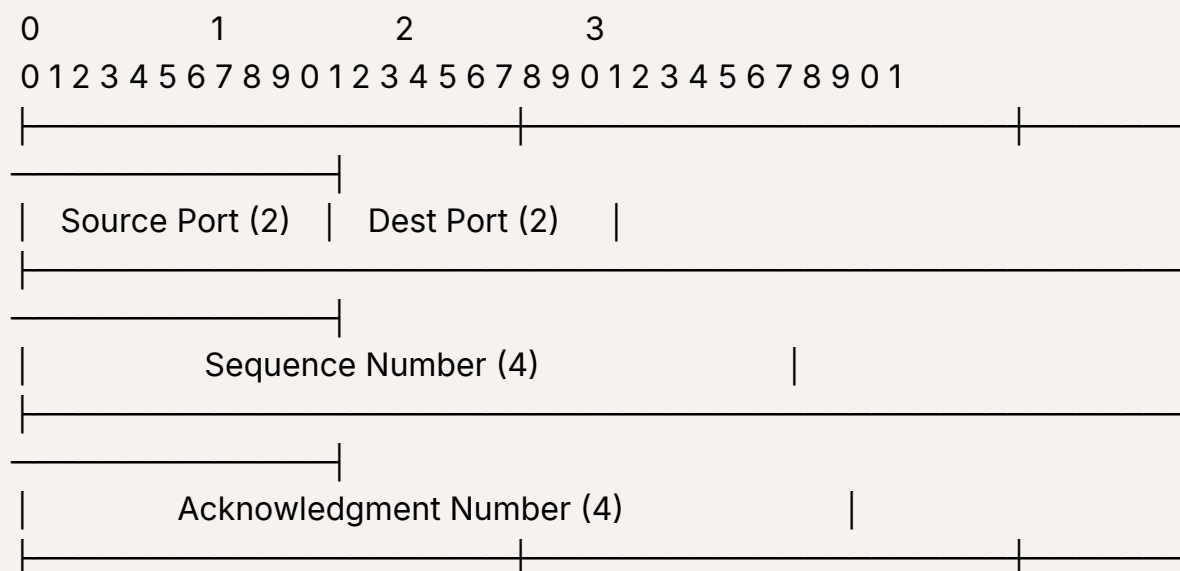 0 1 2 3
0 1 2 3 4 5 6 7 8 9 0 1 2 3 4 5 6 7 8 9 0 1 2 3 4 5 6 7 8 9 0 1
├─────────────────┼─────────────────┼──────
───────────┤
│ Source Port (2) │ Dest Port (2) │
├────────────────────────────────────────
───────────┤
│ Sequence Number (4) │
├────────────────────────────────────────
───────────┤
│ Acknowledgment Number (4) │
├─────────────────┼─────────────────┼──────